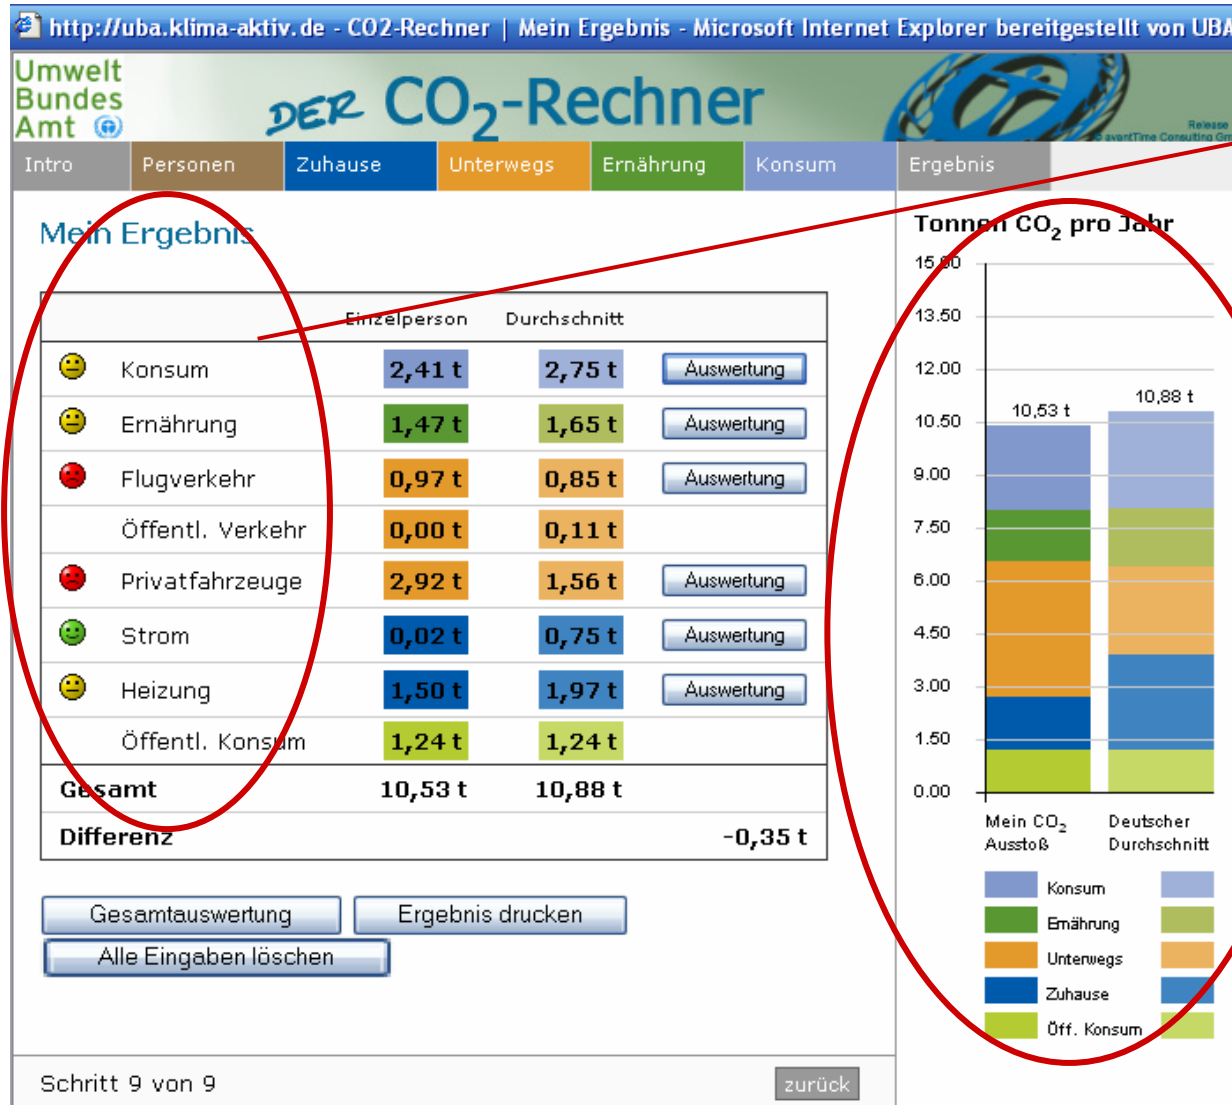 http://uba.klima-aktiv.de - CO2-Rechner | Mein Ergebnis - Microsoft Internet Explorer bereitgestellt von UBA
Umwelt
Bundes
Amt
DER CO2-Rechner
Release
© avantTime Consulting Gm
Intro Personen Zuhause Unterwegs Ernährung Konsum Ergebnis
Mein Ergebnis
Einzelperson Durchschnitt
Konsum 2,41 t 2,75 t Auswertung
Ernährung 1,47 t 1,65 t Auswertung
Flugverkehr 0,97 t 0,85 t Auswertung
Öffentl. Verkehr 0,00 t 0,11 t
Privatfahrzeuge 2,92 t 1,56 t Auswertung
Strom 0,02 t 0,75 t Auswertung
Heizung 1,50 t 1,97 t Auswertung
Öffentl. Konsum 1,24 t 1,24 t
Gesamt 10,53 t 10,88 t
Differenz -0,35 t
Gesamtauswertung Ergebnis drucken
Alle Eingaben löschen
Schritt 9 von 9 zurück
Tonnen CO2 pro Jahr
15.00
13.50
12.00
10.50
9.00
7.50
6.00
4.50
3.00
1.50
0.00
10,53 t 10,88 t
Mein CO2 Deutscher
Ausstoß Durchschnitt
Konsum
Ernährung
Unterwegs
Zuhause
Öff. Konsum